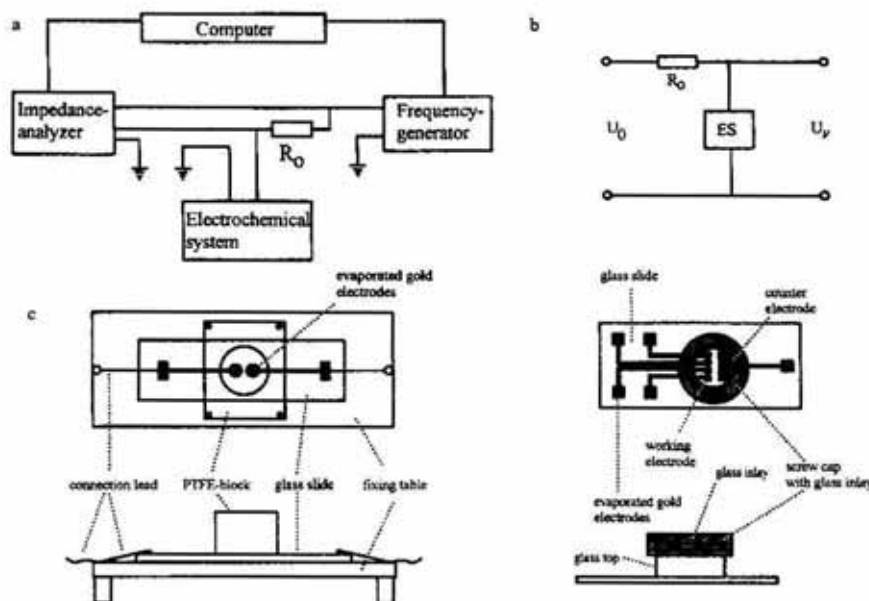 a
Computer
Impedance-
analyzer
Frequency-
generator
R₀
Electrochemical
system
b
R₀
U₀
ES
Uᵥ
c
evaporated gold
electrodes
connection lead
PTFE-block
glass slide
fixing table
glass slide
counter
electrode
working
electrode
evaporated gold
electrodes
glass inlay
screw cap
with glass inlay
glass top